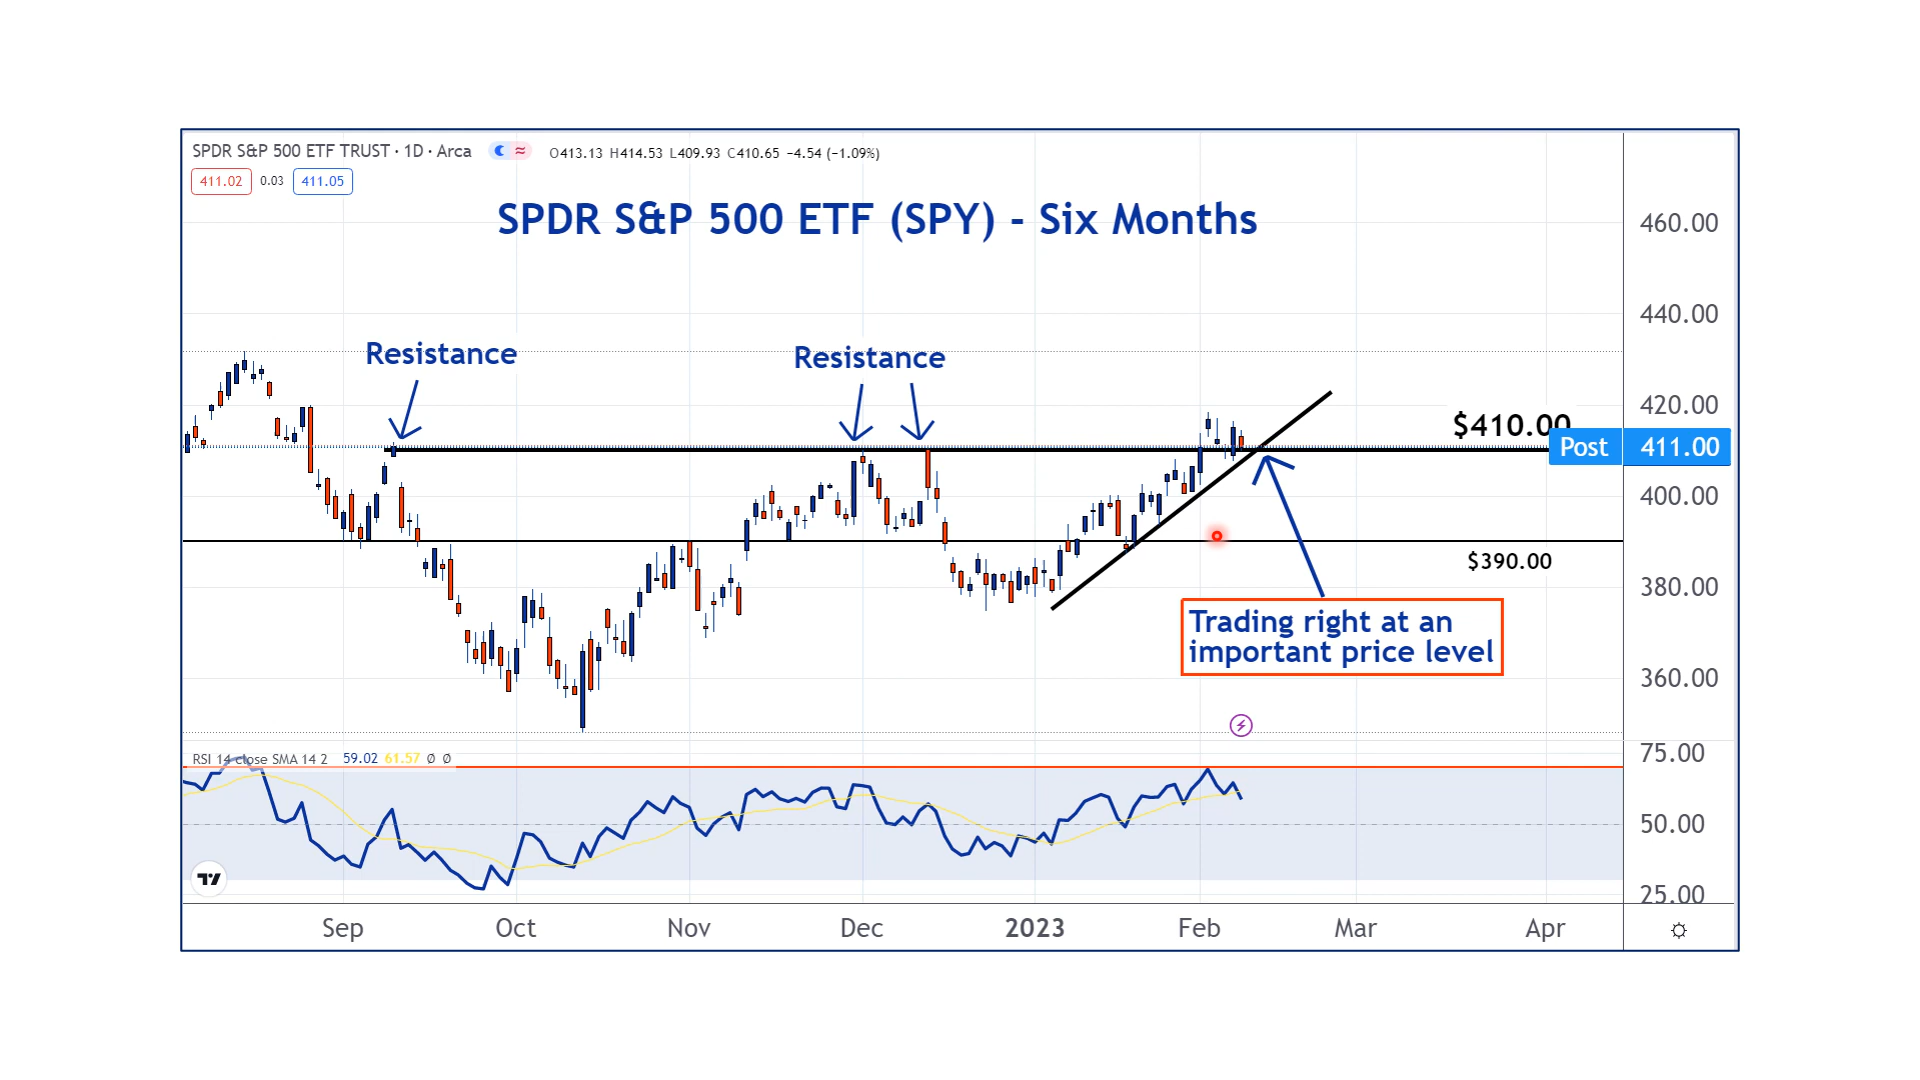 SPDR S&P 500 ETF TRUST · 1D · Arca O413.13 H414.53 L409.93 C410.65 −4.54 (−1.09%)
411.02 0.03 411.05
SPDR S&P 500 ETF (SPY) - Six Months
460.00
440.00
Resistance Resistance
420.00
$410.00
Post 411.00
400.00
$390.00
380.00
Trading right at an
important price level
360.00
RSI 14 close SMA 14 2 59.02 61.57 Ø Ø
75.00
50.00
25.00
Sep Oct Nov Dec 2023 Feb Mar Apr